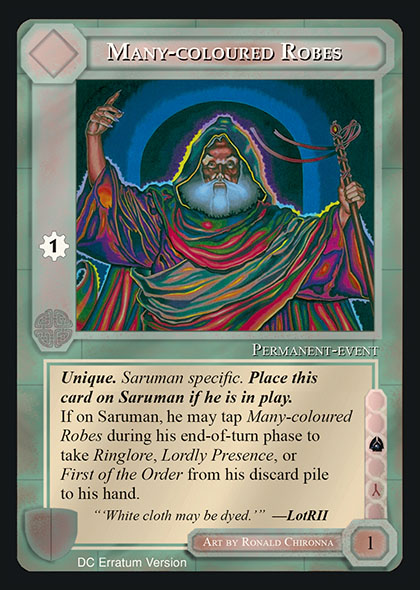 Many-coloured Robes
1
Permanent-event
Unique. Saruman specific. Place this
card on Saruman if he is in play.
If on Saruman, he may tap Many-coloured
Robes during his end-of-turn phase to
take Ringlore, Lordly Presence, or
First of the Order from his discard pile
to his hand.
“‘White cloth may be dyed.’” —LotRII
Art by Ronald Chironna
1
DC Erratum Version